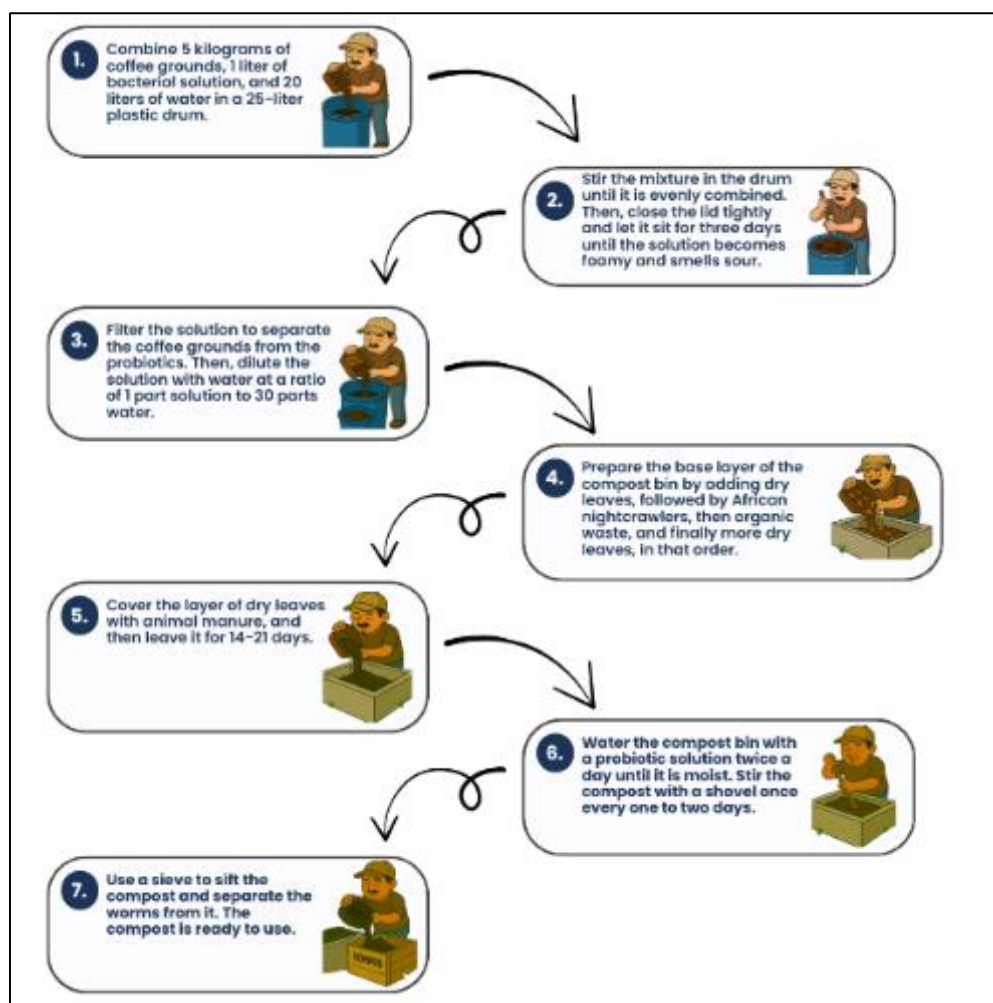 1.
Combine 5 kilograms of
coffee grounds, 1 liter of
bacterial solution, and 20
liters of water in a 25-liter
plastic drum.
2.
Stir the mixture in the drum
until it is evenly combined.
Then, close the lid tightly
and let it sit for three days
until the solution becomes
foamy and smells sour.
3.
Filter the solution to separate
the coffee grounds from the
probiotics. Then, dilute the
solution with water at a ratio
of 1 part solution to 30 parts
water.
4.
Prepare the base layer of the
compost bin by adding dry
leaves, followed by African
nightcrawlers, then organic
waste, and finally more dry
leaves, in that order.
5.
Cover the layer of dry leaves
with animal manure, and
then leave it for 14-21 days.
6.
Water the compost bin with
a probiotic solution twice a
day until it is moist. Stir the
compost with a shovel once
every one to two days.
7.
Use a sieve to sift the
compost and separate the
worms from it. The
compost is ready to use.